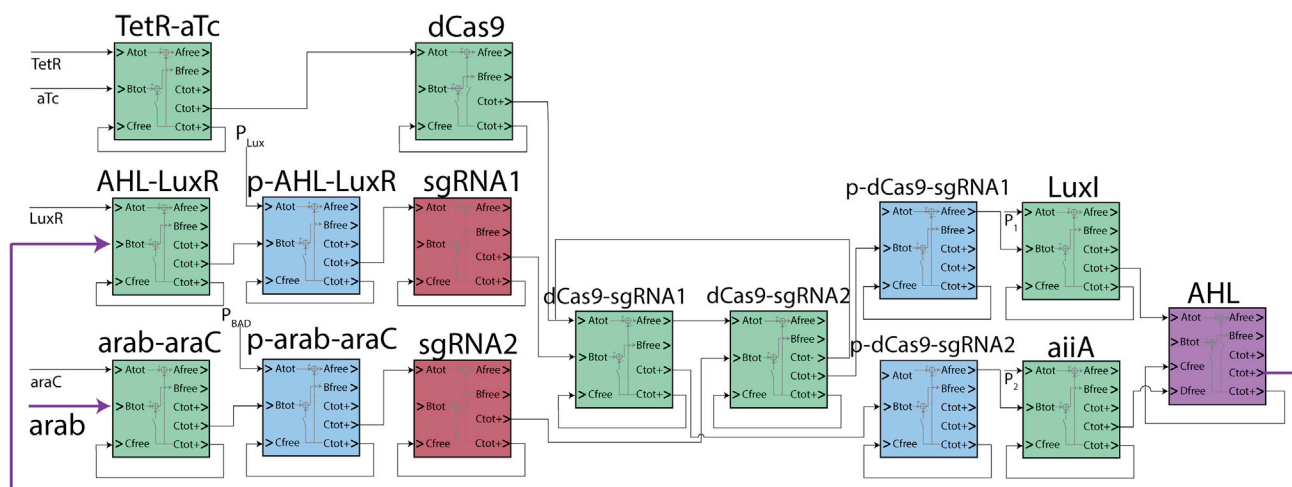 TetR-aTc
dCas9
TetR
aTc
Atot Afree
Bfree
Btot Ctot+
Ctot+
Cfree Ctot+
Atot Afree
Bfree
Btot
Ctot+
Cfree Ctot+
AHL-LuxR
P Lux
p-AHL-LuxR
sgRNA1
LuxR
Atot Afree
Bfree
Btot Ctot+
Ctot+
Cfree Ctot+
Atot Afree
Bfree
Btot Ctot+
Ctot+
Cfree Ctot+
Atot Afree
Bfree
Btot
Ctot+
Cfree Ctot+
p-dCas9-sgRNA1
LuxI
Atot Afree
Bfree
Btot Ctot+
Ctot+
Cfree Ctot+
P1
Atot Afree
Bfree
Btot
Ctot+
Cfree Ctot+
dCas9-sgRNA1
dCas9-sgRNA2
Atot Afree
Bfree
Btot
Ctot+
Cfree Ctot+
Atot Afree
Bfree
Btot Ctot-
Ctot+
Cfree Ctot+
AHL
Atot Afree
Bfree
Btot
Cfree Ctot+
Ctot+
Dfree Ctot+
arab-araC
P BAD
p-arab-araC
sgRNA2
araC
arab
Atot Afree
Bfree
Btot Ctot+
Ctot+
Cfree Ctot+
Atot Afree
Bfree
Btot Ctot+
Ctot+
Cfree Ctot+
Atot Afree
Bfree
Btot
Ctot+
Cfree Ctot+
p-dCas9-sgRNA2
aiiA
Atot Afree
Bfree
Btot Ctot+
Ctot+
Cfree Ctot+
P2
Atot Afree
Bfree
Btot
Ctot+
Cfree Ctot+